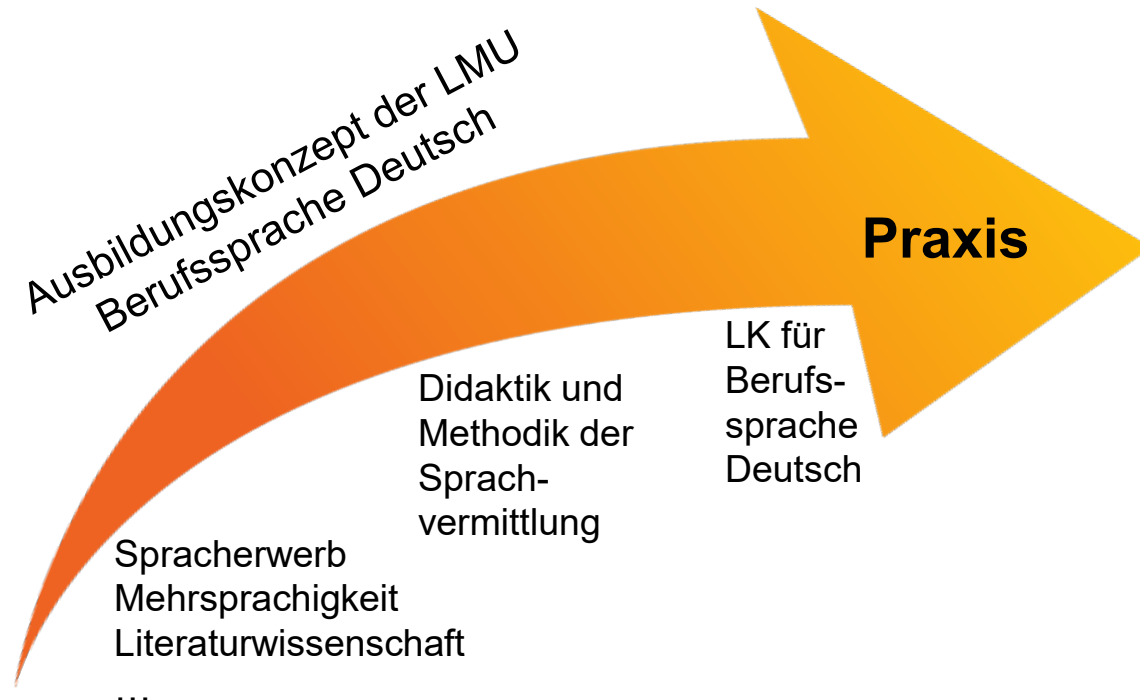 Ausbildungskonzept der LMU
Berufssprache Deutsch
Praxis
LK für
Berufs-
sprache
Deutsch
Didaktik und
Methodik der
Sprach-
vermittlung
Spracherwerb
Mehrsprachigkeit
Literaturwissenschaft
...